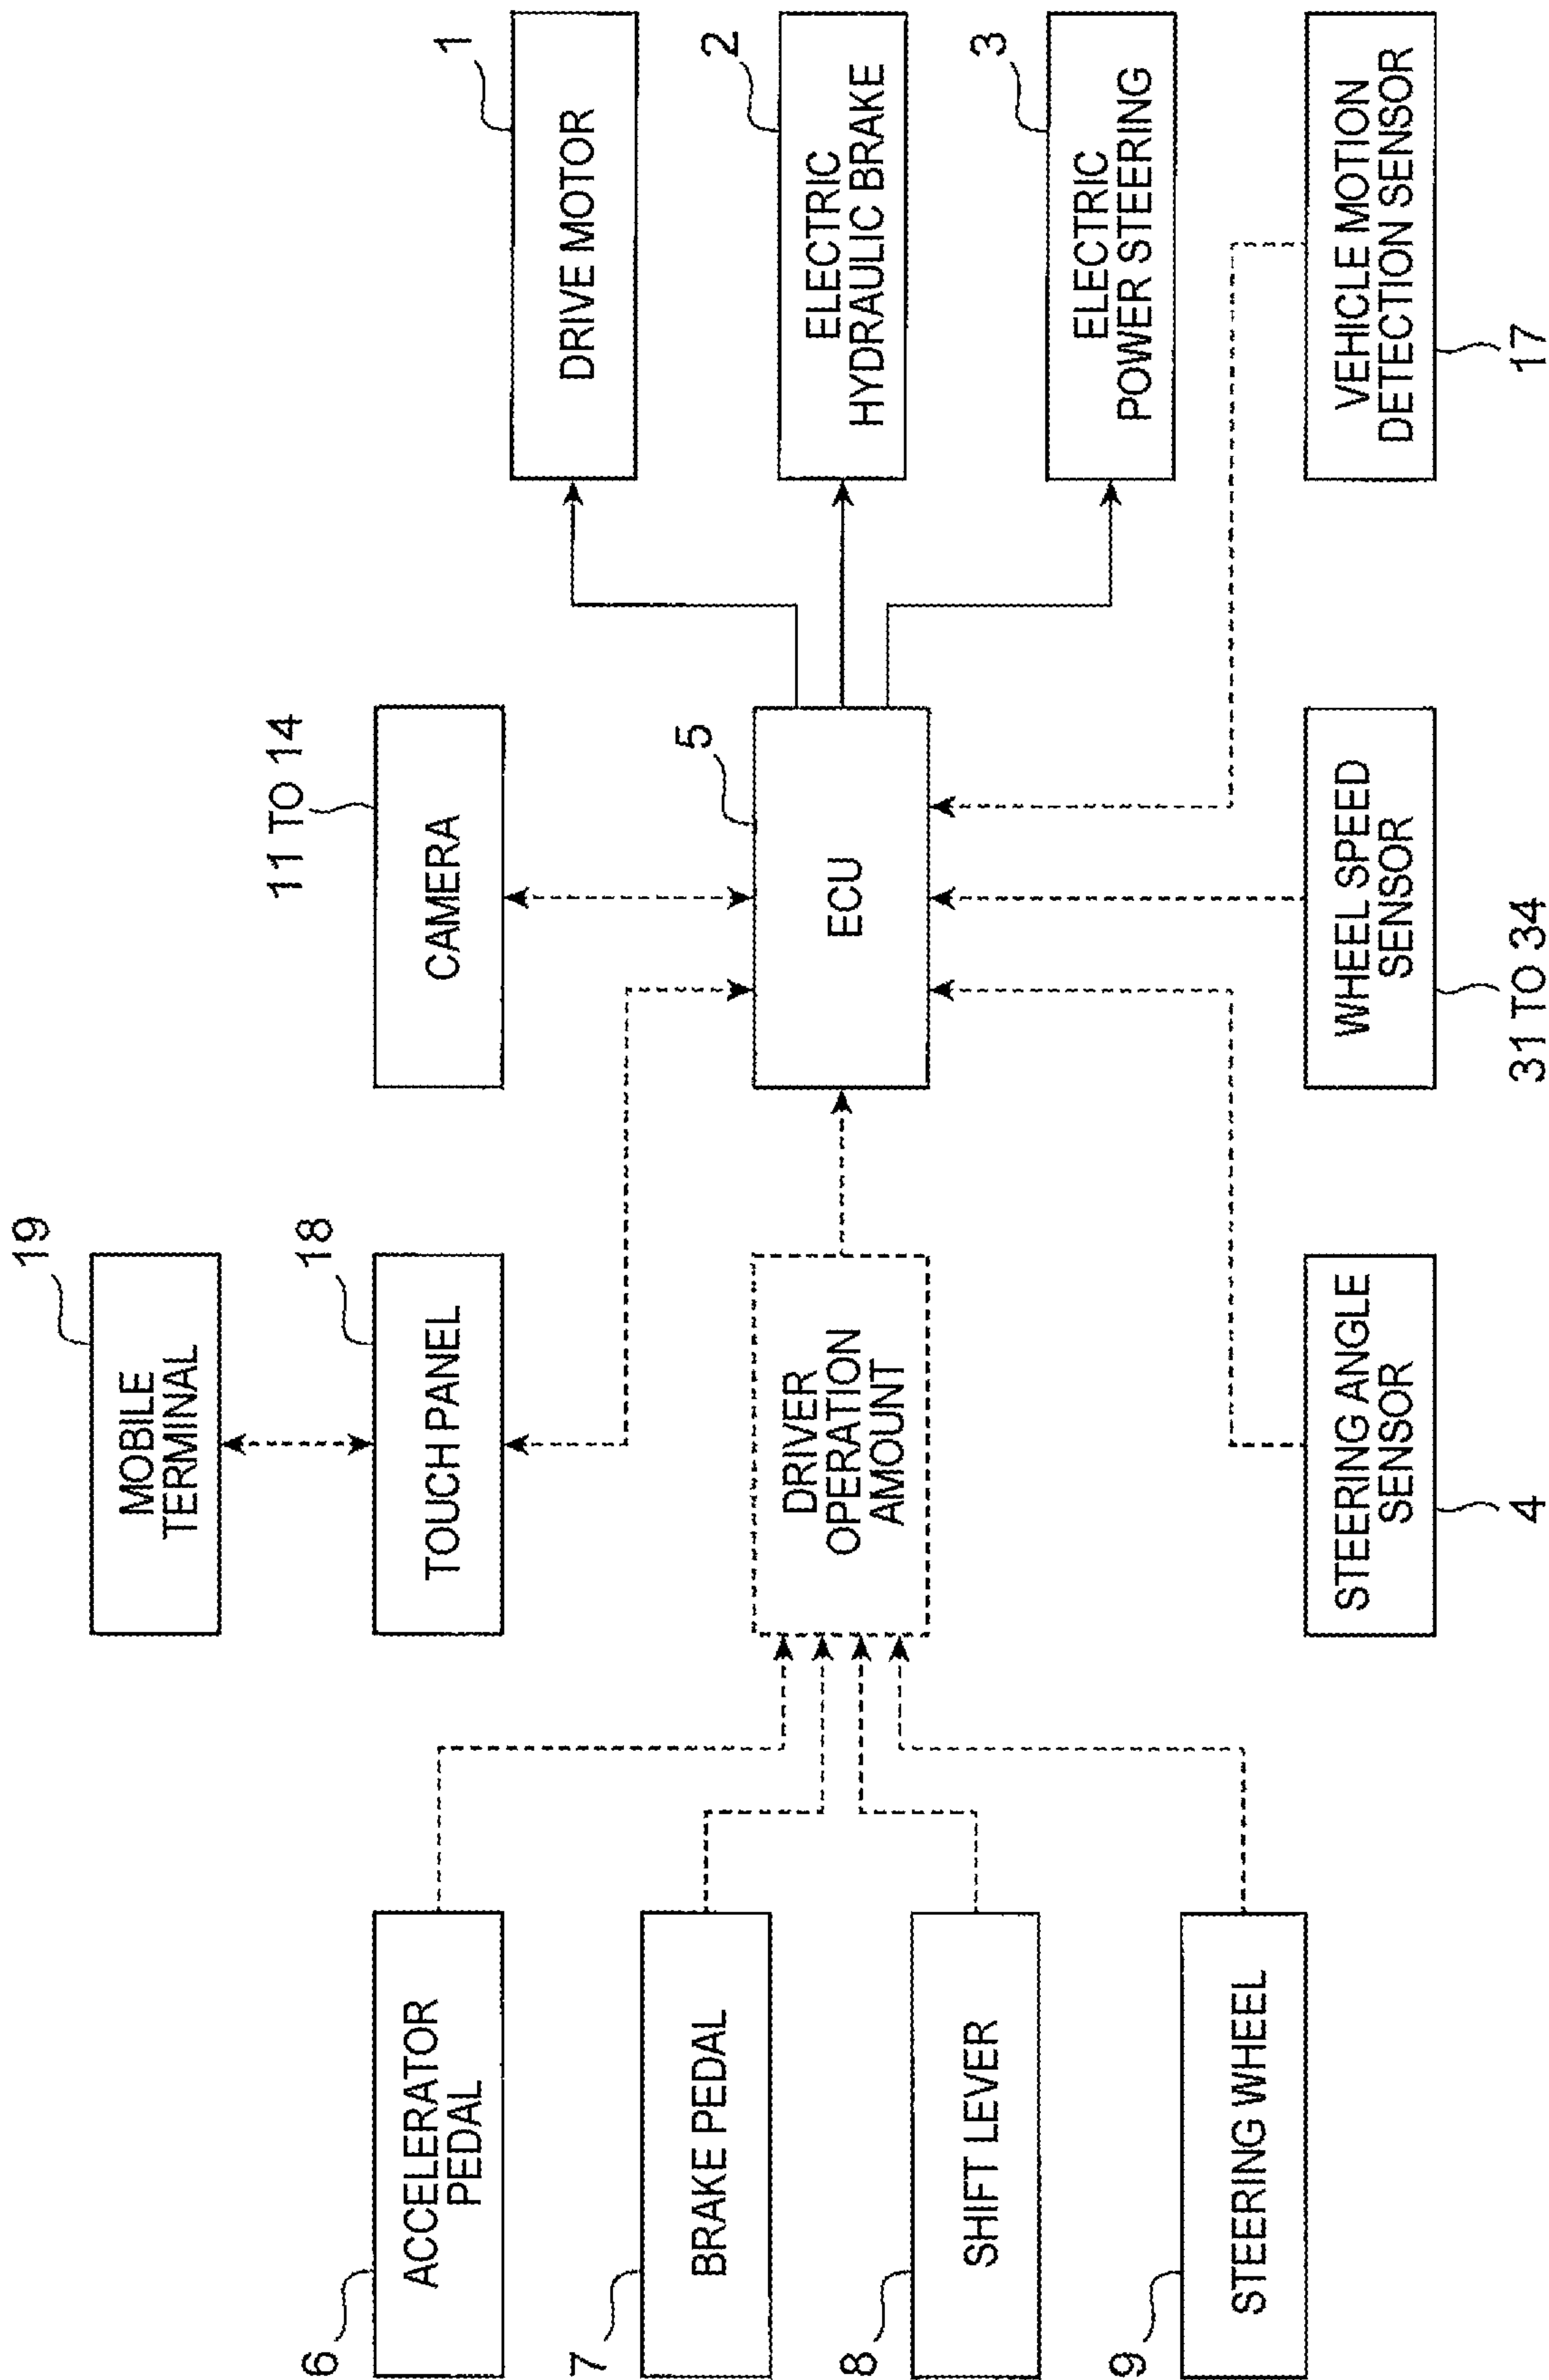 19
MOBILE
TERMINAL
11 TO 14
18
TOUCH PANEL
CAMERA
1
DRIVE MOTOR
6
ACCELERATOR
PEDAL
7
BRAKE PEDAL
8
SHIFT LEVER
9
STEERING WHEEL
DRIVER
OPERATION
AMOUNT
5
ECU
2
ELECTRIC
HYDRAULIC BRAKE
3
ELECTRIC
POWER STEERING
STEERING ANGLE
SENSOR
4
WHEEL SPEED
SENSOR
31 TO 34
VEHICLE MOTION
DETECTION SENSOR
17